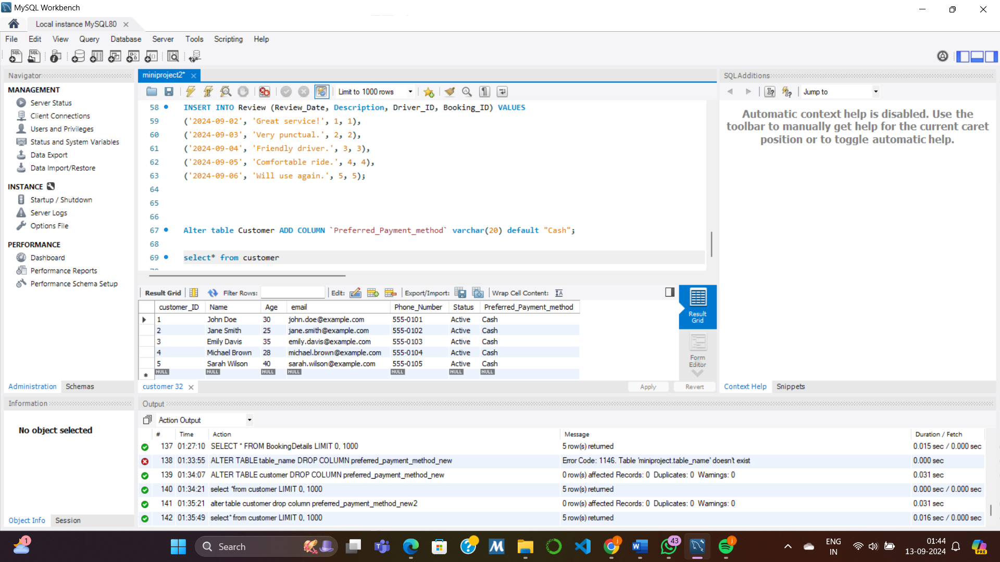 MySQL Workbench
Local instance MySQL80
File Edit View Query Database Server Tools Scripting Help
Navigator
MANAGEMENT
Server Status
Client Connections
Users and Privileges
Status and System Variables
Data Export
Data Import/Restore
INSTANCE
Startup / Shutdown
Server Logs
Options File
PERFORMANCE
Dashboard
Performance Reports
Performance Schema Setup
Administration Schemas
Information
No object selected
Object Info Session
miniproject2*
Limit to 1000 rows
58 INSERT INTO Review (Review_Date, Description, Driver_ID, Booking_ID) VALUES
59 ('2024-09-02', 'Great service!', 1, 1),
60 ('2024-09-03', 'Very punctual.', 2, 2),
61 ('2024-09-04', 'Friendly driver.', 3, 3),
62 ('2024-09-05', 'Comfortable ride.', 4, 4),
63 ('2024-09-06', 'Will use again.', 5, 5);
64
65
66
67 Alter table Customer ADD COLUMN `Preferred_Payment_method` varchar(20) default "Cash";
68
69 select* from customer
Result Grid Filter Rows: Edit: Export/Import: Wrap Cell Content:
customer_ID Name Age email Phone_Number Status Preferred_Payment_method
1 John Doe 30 john.doe@example.com 555-0101 Active Cash
2 Jane Smith 25 jane.smith@example.com 555-0102 Active Cash
3 Emily Davis 35 emily.davis@example.com 555-0103 Active Cash
4 Michael Brown 28 michael.brown@example.com 555-0104 Active Cash
5 Sarah Wilson 40 sarah.wilson@example.com 555-0105 Active Cash
NULL NULL NULL NULL NULL NULL NULL
Result
Grid
Form
Editor
customer 32 Apply Revert
SQLAdditions
Jump to
Automatic context help is disabled. Use the
toolbar to manually get help for the current caret
position or to toggle automatic help.
Context Help Snippets
Output
Action Output
# Time Action Message Duration / Fetch
137 01:27:10 SELECT * FROM BookingDetails LIMIT 0, 1000 5 row(s) returned 0.015 sec / 0.000 sec
138 01:33:55 ALTER TABLE table_name DROP COLUMN preferred_payment_method_new Error Code: 1146. Table 'miniproject.table_name' doesn't exist 0.000 sec
139 01:34:07 ALTER TABLE customer DROP COLUMN preferred_payment_method_new 0 row(s) affected Records: 0 Duplicates: 0 Warnings: 0 0.031 sec
140 01:34:21 select *from customer LIMIT 0, 1000 5 row(s) returned 0.000 sec / 0.000 sec
141 01:35:21 alter table customer drop column preferred_payment_method_new2 0 row(s) affected Records: 0 Duplicates: 0 Warnings: 0 0.031 sec
142 01:35:49 select* from customer LIMIT 0, 1000 5 row(s) returned 0.016 sec / 0.000 sec
1
Search
43
ENG
IN
01:44
13-09-2024
PRE